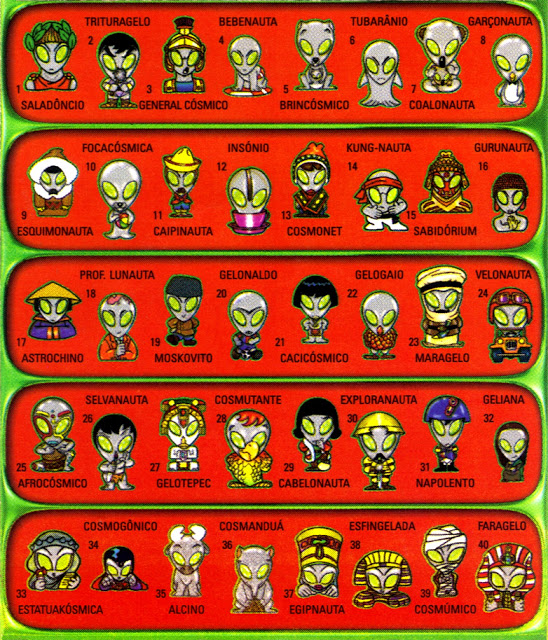 TRITURAGELO BEBENAUTA TUBARÂNIO GARÇONAUTA
2 4 6 8
1 3 5 7
SALADÔNCIO GENERAL CÓSMICO BRINCÓSMICO COALONAUTA
FOCACÓSMICA INSÓNIO KUNG-NAUTA GURUNAUTA
10 12 14 16
9 11 13 15
ESQUIMONAUTA CAIPINAUTA COSMONET SABIDÓRIUM
PROF. LUNAUTA GELONALDO GELOGAIO VELONAUTA
18 20 22 24
17 19 21 23
ASTROCHINO MOSKOVITO CACICÓSMICO MARAGELO
SELVANAUTA COSMUTANTE EXPLORANAUTA GELIANA
26 28 30 32
25 27 29 31
AFROCÓSMICO GELOTEPEC CABELONAUTA NAPOLENTO
COSMOGÔNICO COSMANDUÁ ESFINGELADA FARAGELO
34 36 38 40
33 35 37 39
ESTATUAKÓSMICA ALCINO EGIPNAUTA COSMÚMICO